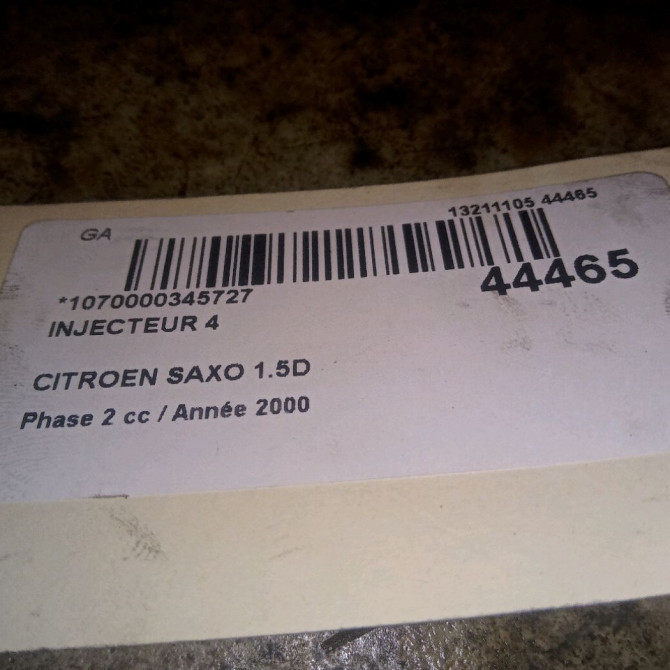 GA
13211105 44465
*1070000345727
44465
INJECTEUR 4
CITROEN SAXO 1.5D
Phase 2 cc / Année 2000